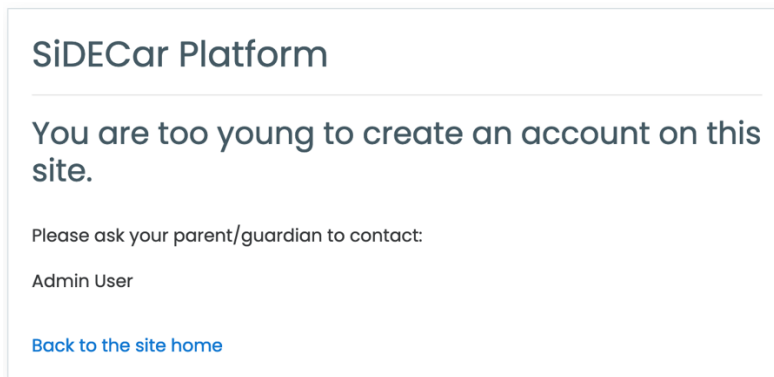 SiDECar Platform
You are too young to create an account on this
site.
Please ask your parent/guardian to contact:
Admin User
Back to the site home